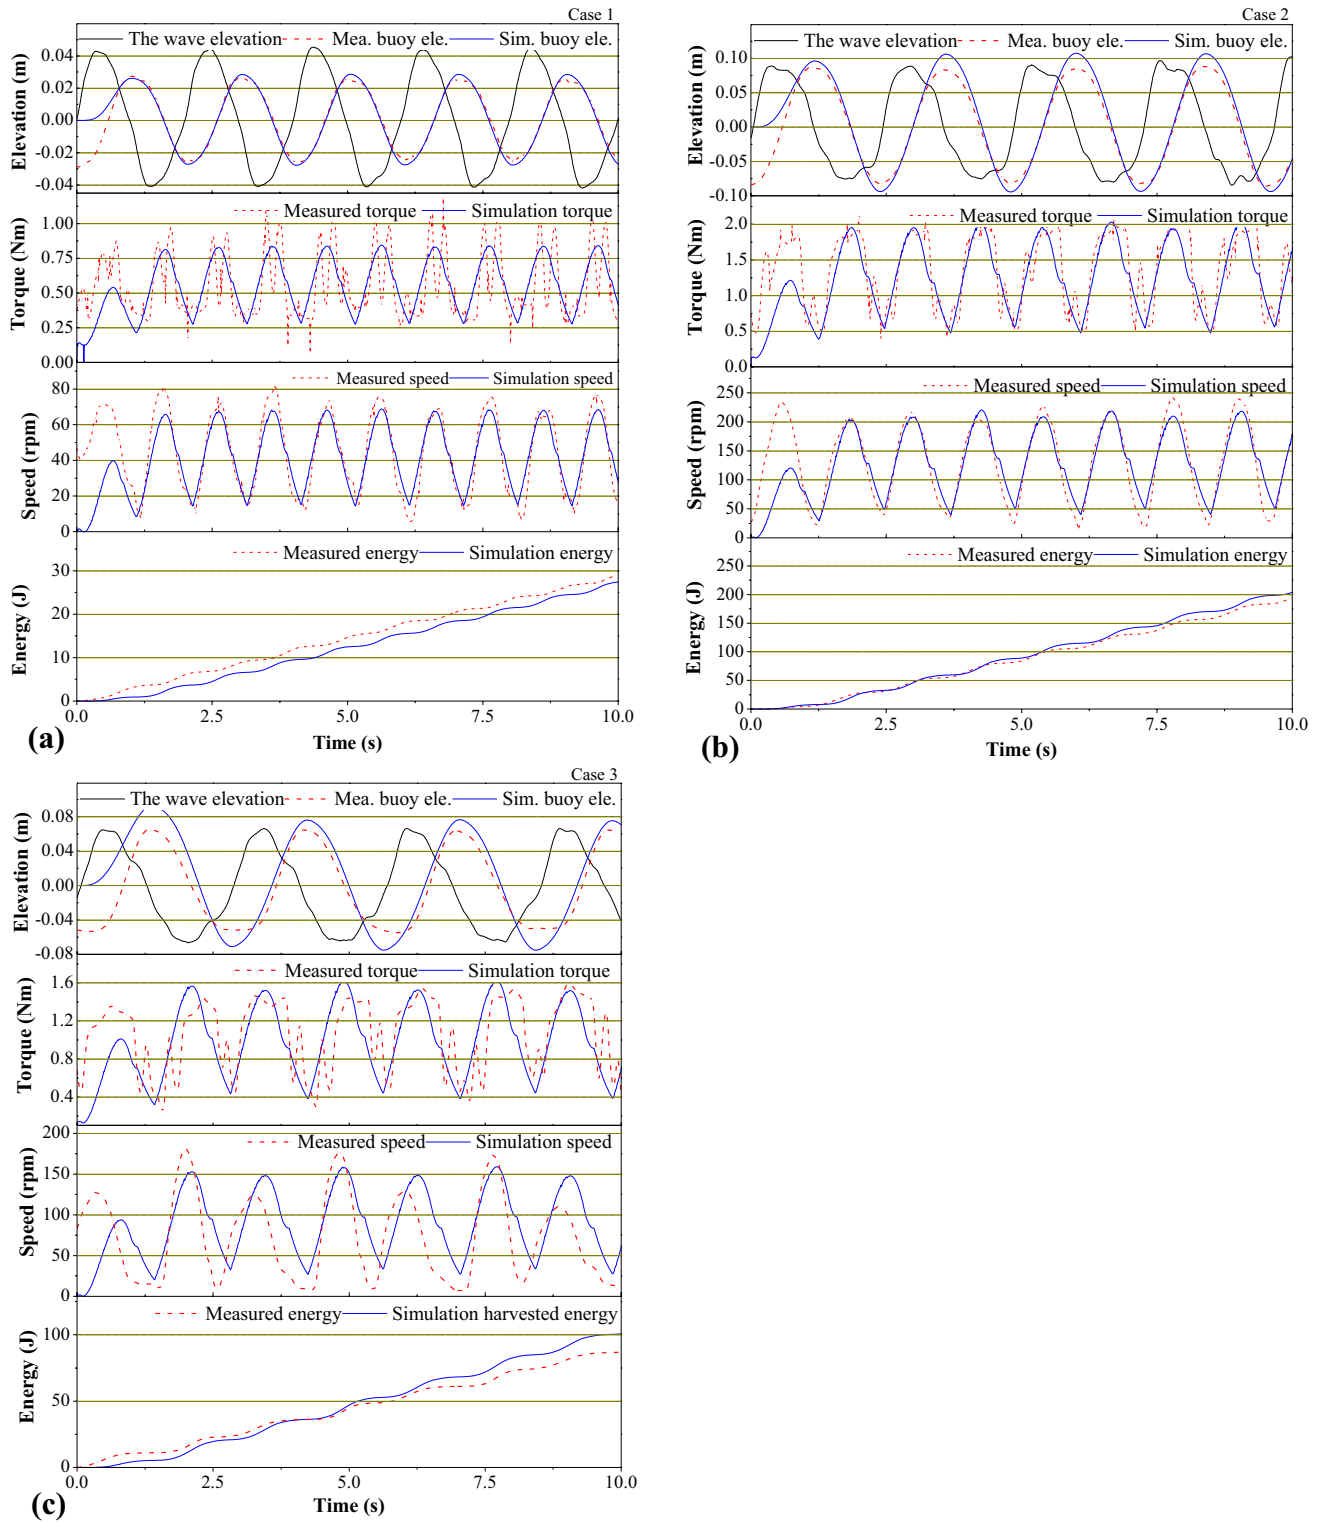 Case 1
The wave elevation Mea. buoy ele. Sim. buoy ele.
Elevation (m)
0.04
0.02
0.00
-0.02
-0.04
Measured torque Simulation torque
Torque (Nm)
1.00
0.75
0.50
0.25
0.00
Measured speed Simulation speed
Speed (rpm)
80
60
40
20
0
Measured energy Simulation energy
Energy (J)
30
20
10
0
0.0 2.5 5.0 7.5 10.0
Time (s)
(a)
Case 2
The wave elevation Mea. buoy ele. Sim. buoy ele.
Elevation (m)
0.10
0.05
0.00
-0.05
-0.10
Measured torque Simulation torque
Torque (Nm)
2.0
1.5
1.0
0.5
0.0
Measured speed Simulation speed
Speed (rpm)
250
200
150
100
50
0
Measured energy Simulation energy
Energy (J)
250
200
150
100
50
0
0.0 2.5 5.0 7.5 10.0
Time (s)
(b)
Case 3
The wave elevation Mea. buoy ele. Sim. buoy ele.
Elevation (m)
0.08
0.04
0.00
-0.04
-0.08
Measured torque Simulation torque
Torque (Nm)
1.6
1.2
0.8
0.4
Measured speed Simulation speed
Speed (rpm)
200
150
100
50
0
Measured energy Simulation harvested energy
Energy (J)
100
50
0
0.0 2.5 5.0 7.5 10.0
Time (s)
(c)